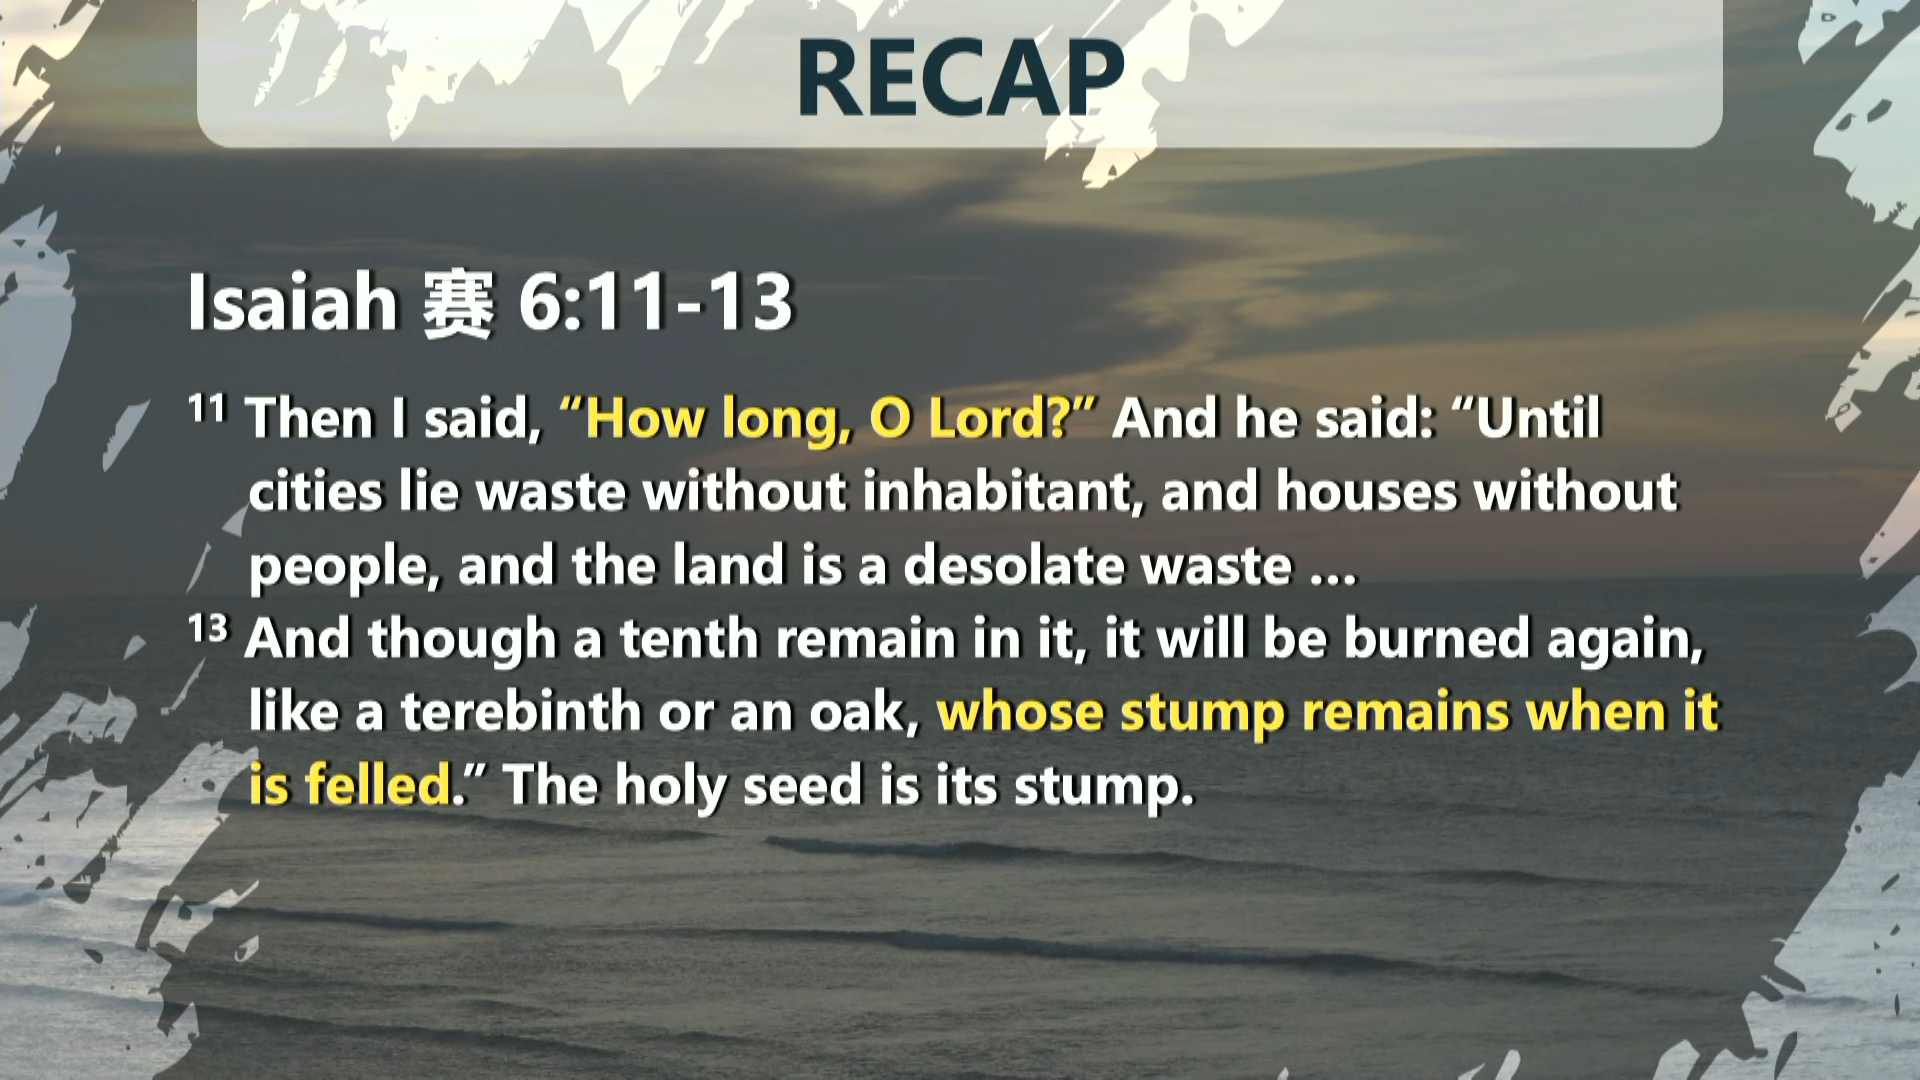 RECAP
Isaiah 赛 6:11-13
11 Then I said, “How long, O Lord?” And he said: “Until
cities lie waste without inhabitant, and houses without
people, and the land is a desolate waste ...
13 And though a tenth remain in it, it will be burned again,
like a terebinth or an oak, whose stump remains when it
is felled.” The holy seed is its stump.